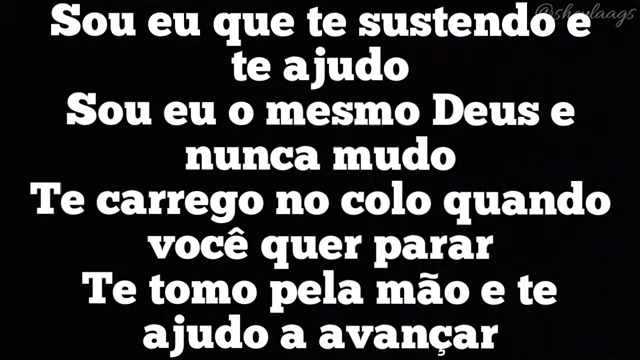 @sheylaags
Sou eu que te sustendo e
te ajudo
Sou eu o mesmo Deus e
nunca mudo
Te carrego no colo quando
você quer parar
Te tomo pela mão e te
ajudo a avançar